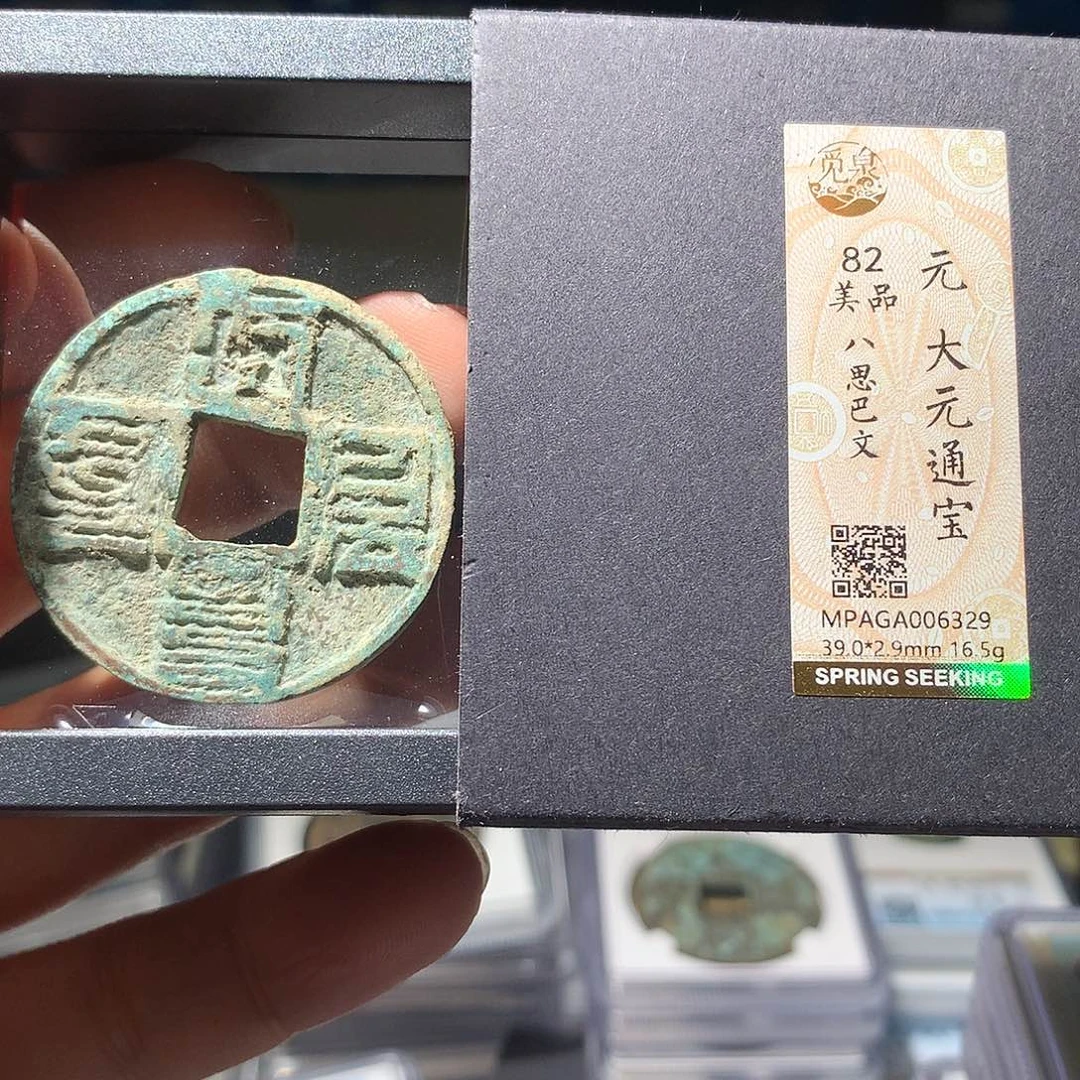 觅泉
元 大元通宝
82
美品 八思巴文
MPAGA006329
39.0*2.9mm 16.5g
SPRING SEEKING